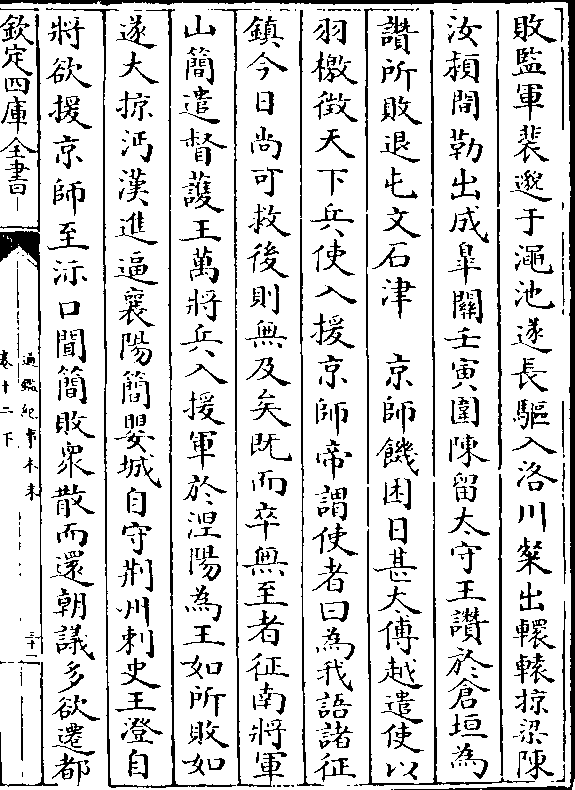 敗監軍裴邈于澠池遂長驅入洛川粲出轘轅掠梁陳
汝潁間勒出成臯關壬寅圍陳留太守王讃於倉垣為
讃所敗退屯文石津　京師饑困日甚太傅越遣使以
羽檄徵天下兵使入援京師帝謂使者曰為我語諸征
鎮今日尚可救後則無及矣既而卒無至者征南將軍
山簡遣督護王萬將兵入援軍於涅陽為王如所敗如
遂大掠沔漢進逼襄陽簡嬰城自守荆州刺史王澄自
將欲援京師至沶口聞簡敗衆散而還朝議多欲遷都
欽定四庫全書
通鑑紀事本末
卷十二下
三十二